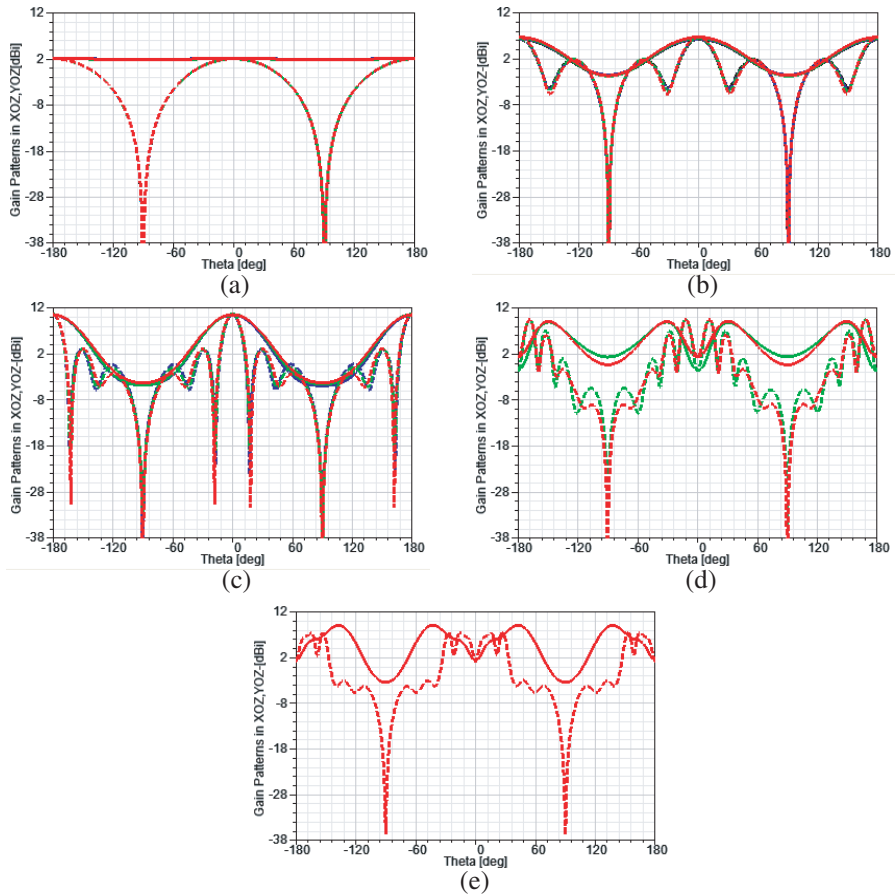 12
2
-8
-18
-28
-38
Gain Patterns in XOZ,YOZ[dBi]
-180 -120 -60 0 60 120 180
Theta [deg]
(a)
12
2
-8
-18
-28
-38
Gain Patterns in XOZ,YOZ-[dBi]
-180 -120 -60 0 60 120 180
Theta [deg]
(b)
12
2
-8
-18
-28
-38
Gain Patterns in XOZ,YOZ-[dBi]
-180 -120 -60 0 60 120 180
Theta [deg]
(c)
12
2
-8
-18
-28
-38
Gain Patterns in XOZ,YOZ-[dBi]
-180 -120 -60 0 60 120 180
Theta [deg]
(d)
12
2
-8
-18
-28
-38
Gain Patterns in XOZ,YOZ-[dBi]
-180 -120 -60 0 60 120 180
Theta [deg]
(e)